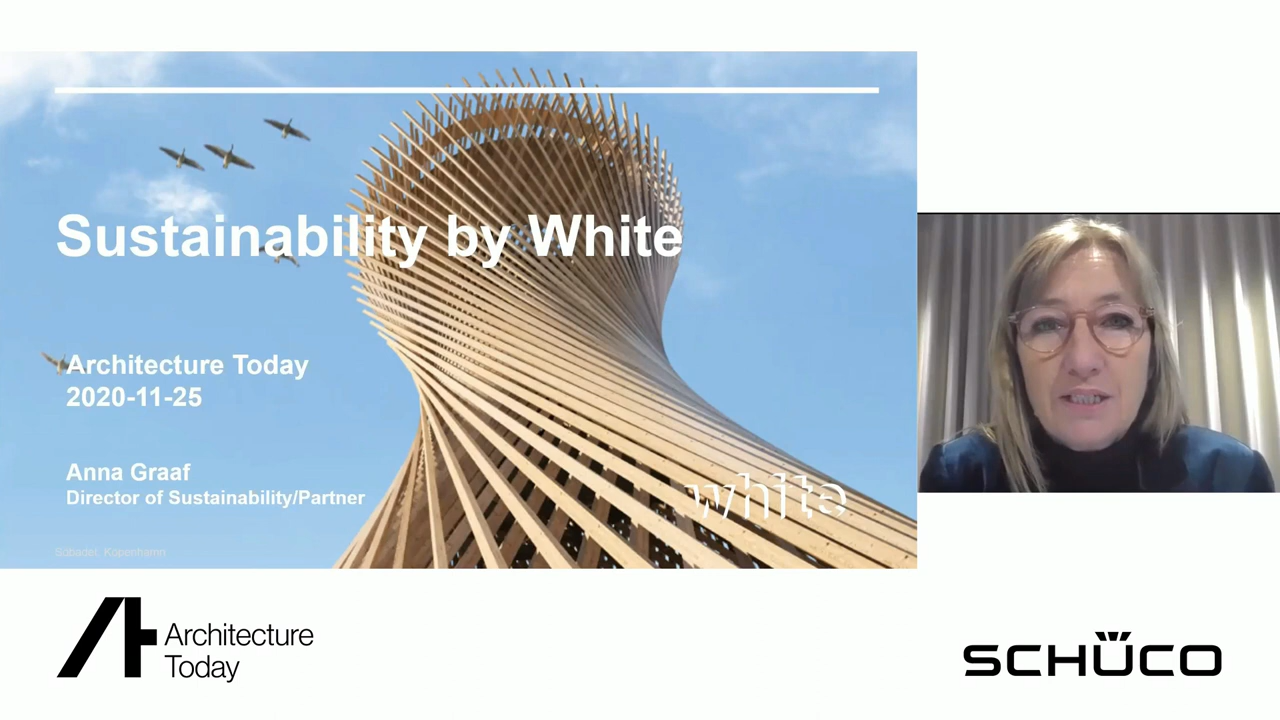 Sustainability by White
Architecture Today
2020-11-25
Anna Graaf
Director of Sustainability/Partner
white
Architecture
Today
SCHÜCO